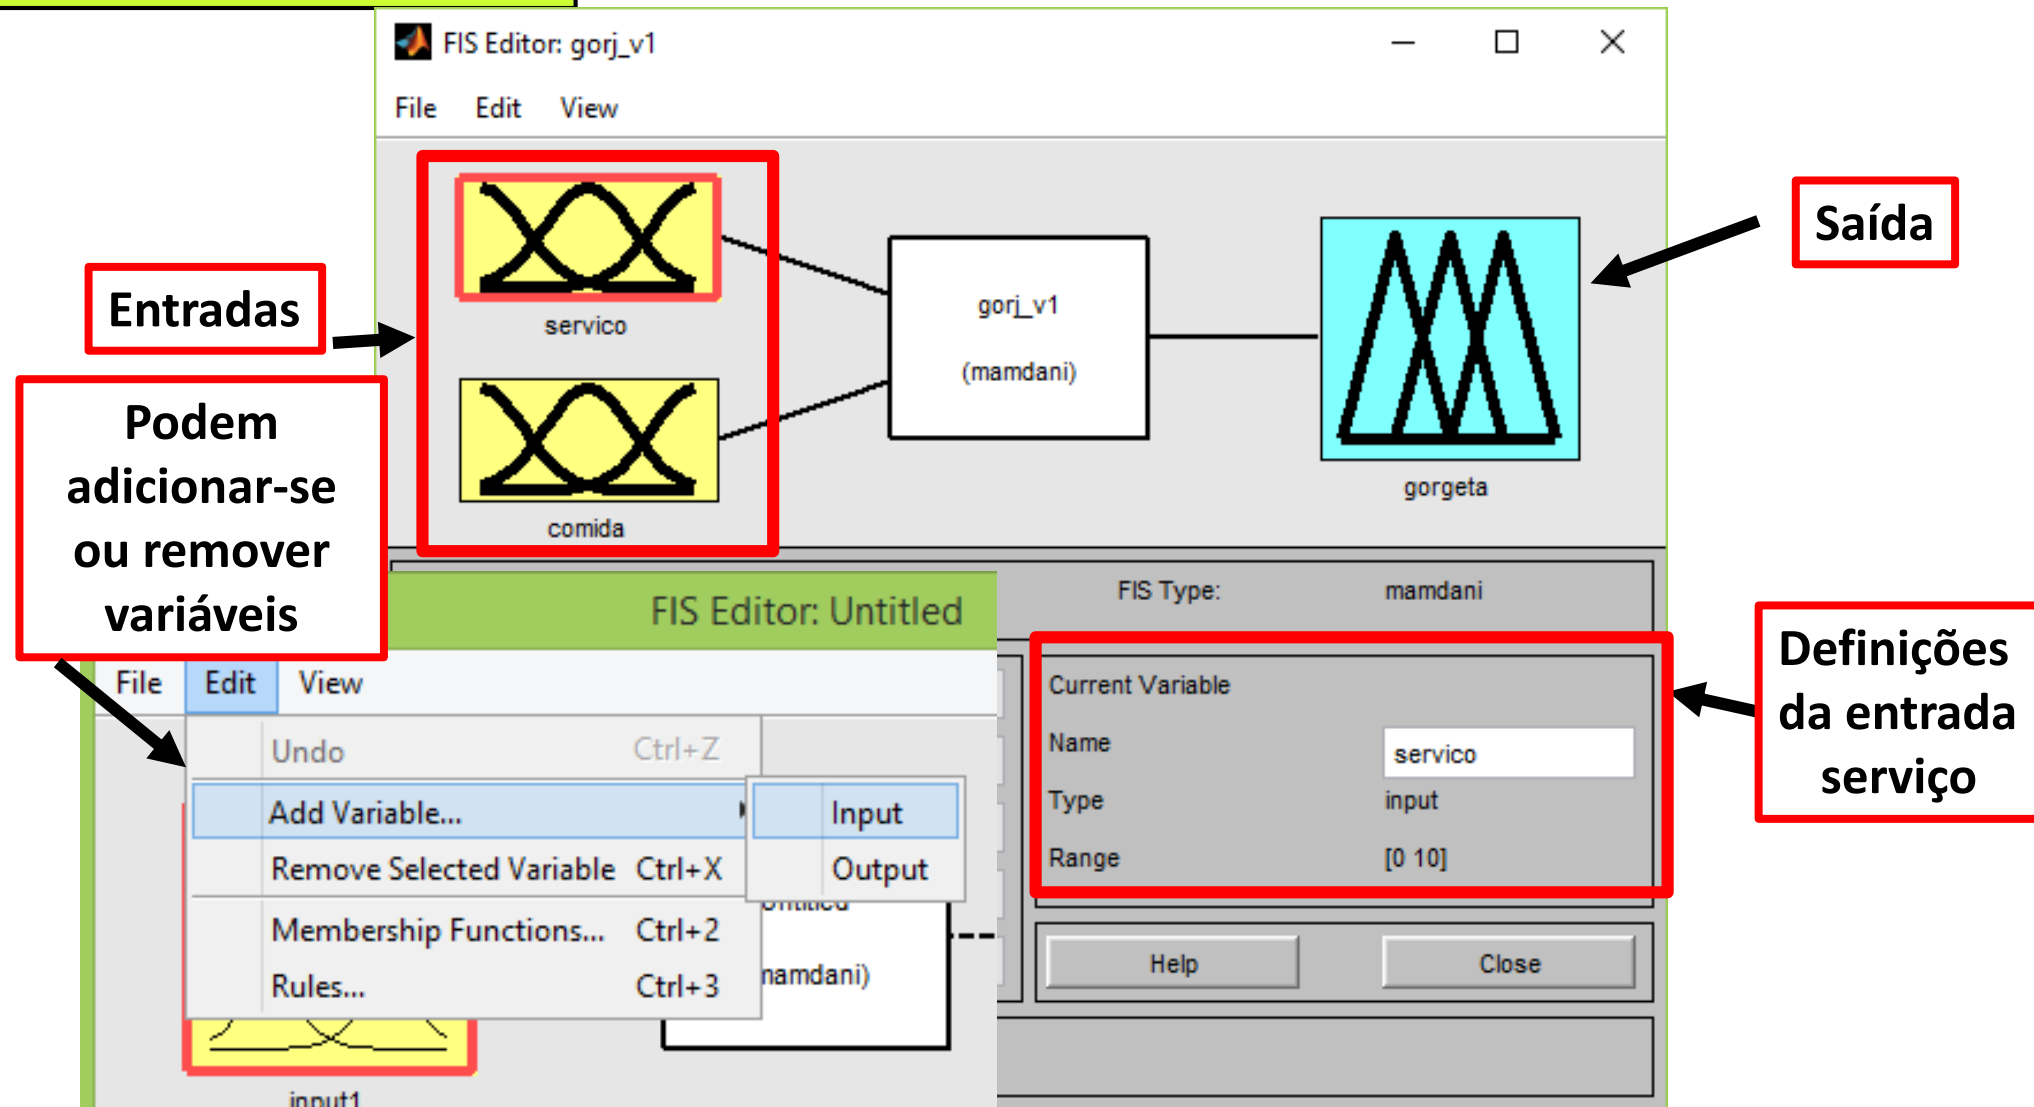 FIS Editor: gorj_v1
File Edit View
Entradas
servico
comida
gorj_v1
(mamdani)
gorgeta
Saída
Podem
adicionar-se
ou remover
variáveis
FIS Type: mamdani
FIS Editor: Untitled
File Edit View
Undo Ctrl+Z
Add Variable...
Input
Output
Remove Selected Variable Ctrl+X
Membership Functions... Ctrl+2
Rules... Ctrl+3
Untitled
mamdani)
input1
Current Variable
Name servico
Type input
Range [0 10]
Help Close
Definições
da entrada
serviço